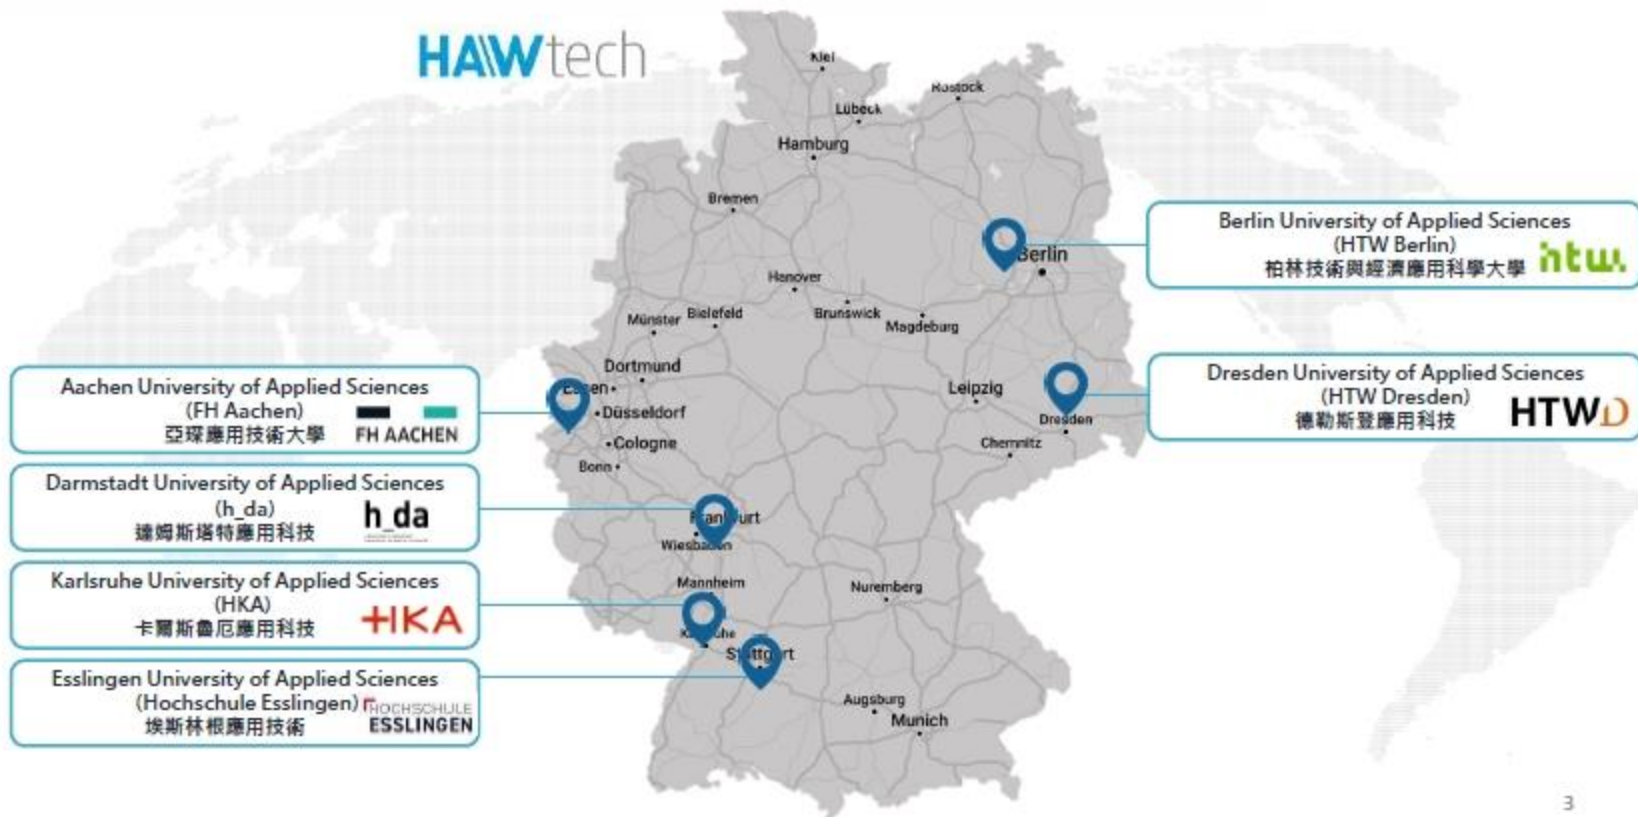 HAWtech
Kiel
Rostock
Lübeck
Hamburg
Bremen
Berlin
Hanover
Brunswick
Magdeburg
Münster
Bielefeld
Dortmund
Essen
Düsseldorf
Cologne
Bonn
Leipzig
Dresden
Chemnitz
Frankfurt
Wiesbaden
Mannheim
Nuremberg
Karlsruhe
Stuttgart
Augsburg
Munich
Aachen University of Applied Sciences
(FH Aachen)
亞琛應用技術大學
FH AACHEN
Darmstadt University of Applied Sciences
(h_da)
達姆斯塔特應用科技
h_da
Karlsruhe University of Applied Sciences
(HKA)
卡爾斯魯厄應用科技
HKA
Esslingen University of Applied Sciences
(Hochschule Esslingen)
埃斯林根應用技術
HOCHSCHULE
ESSLINGEN
Berlin University of Applied Sciences
(HTW Berlin)
柏林技術與經濟應用科學大學
htw.
Dresden University of Applied Sciences
(HTW Dresden)
德勒斯登應用科技
HTWD
3